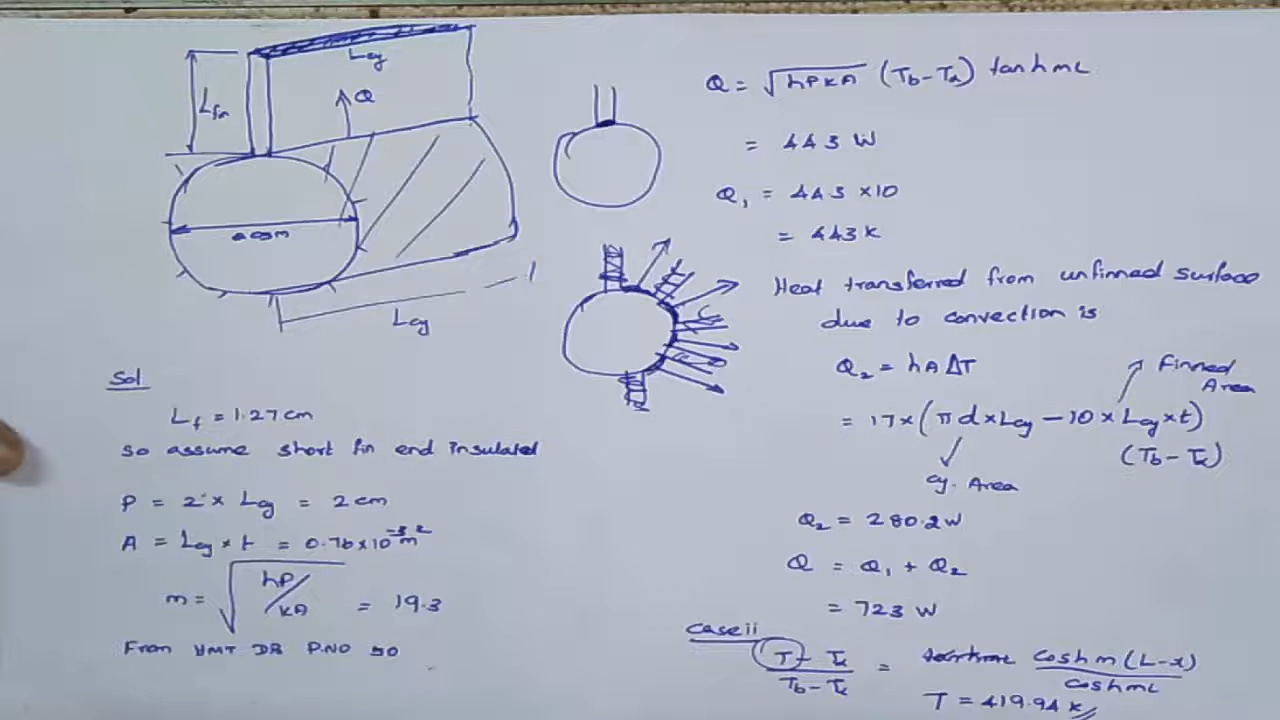 Lcy
Lfin
Q
Lcy
Sol
Lf = 1.27 cm
so assume short fin end insulated
P = 2 × Lcy = 2 cm
A = Lcy × t = 0.76 × 10⁻³ m²
m = √(hP/kA) = 19.3
From HMT DB P.NO 50
Q = √hPKA (Tb - Ta) tanh mL
= 44.3 W
Q₁ = 44.3 × 10
= 443 K
Heat transferred from unfinned surface
due to convection is
Q₂ = hAΔT
Finned
Area
= 17 × (πd × Lcy - 10 × Lcy × t)
(Tb - T∞)
cy. Area
Q₂ = 280.2 W
Q = Q₁ + Q₂
= 723 W
Case ii
(T - T∞)/(Tb - T∞) = cosh m(L-x)/cosh mL
T = 419.94 K